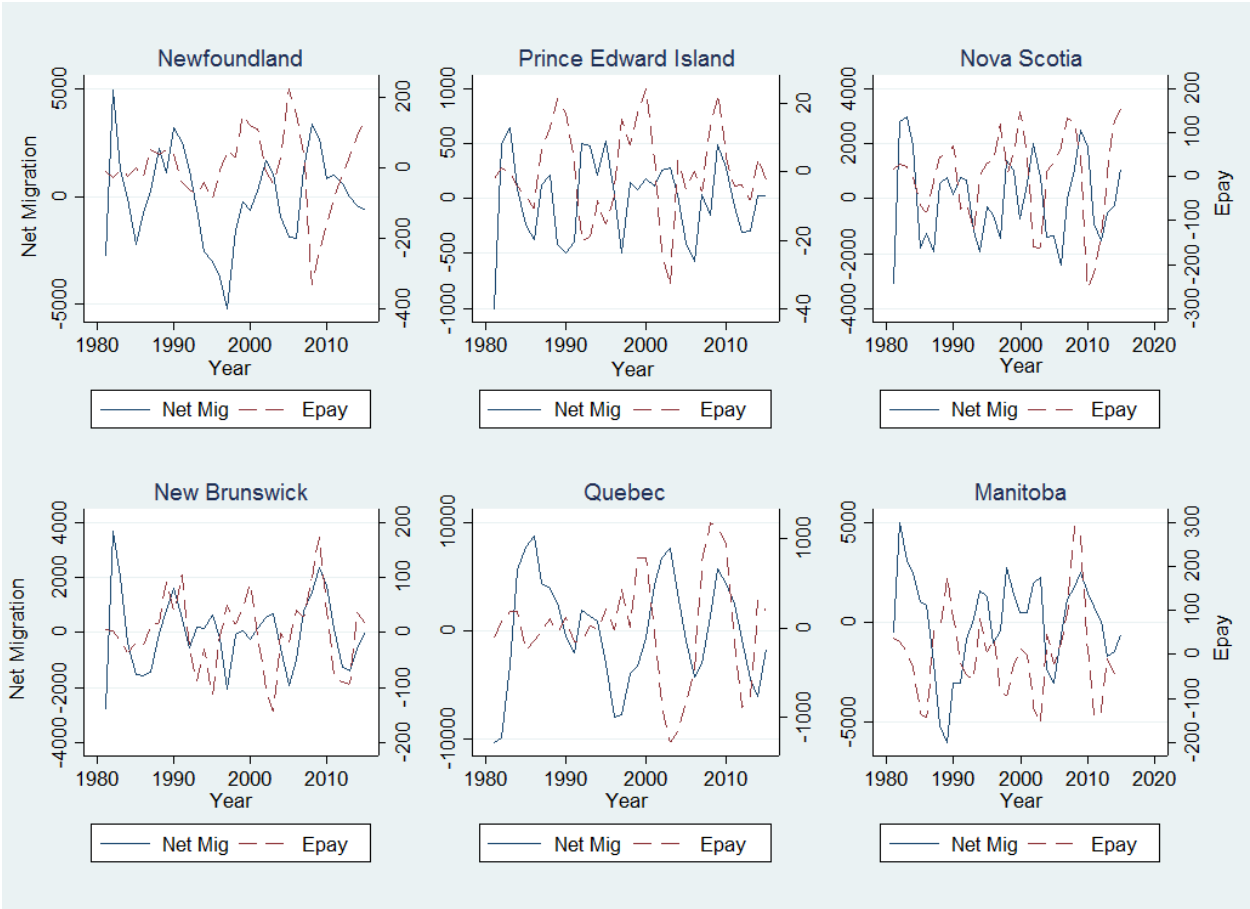 Newfoundland
Prince Edward Island
Nova Scotia
Net Migration
5000
0
-5000
200
0
-200
-400
1980 1990 2000 2010
Year
Net Mig Epay
1000
500
0
-500
-1000
20
0
-20
-40
1980 1990 2000 2010
Year
Net Mig Epay
4000
2000
0
-2000
-4000
200
100
0
-100
-200
-300
Epay
1980 1990 2000 2010 2020
Year
Net Mig Epay
New Brunswick
Quebec
Manitoba
Net Migration
4000
2000
0
-2000
-4000
200
100
0
-100
-200
1980 1990 2000 2010
Year
Net Mig Epay
10000
0
-10000
1000
0
-1000
1980 1990 2000 2010
Year
Net Mig Epay
5000
0
-5000
300
200
100
0
-100
-200
Epay
1980 1990 2000 2010 2020
Year
Net Mig Epay